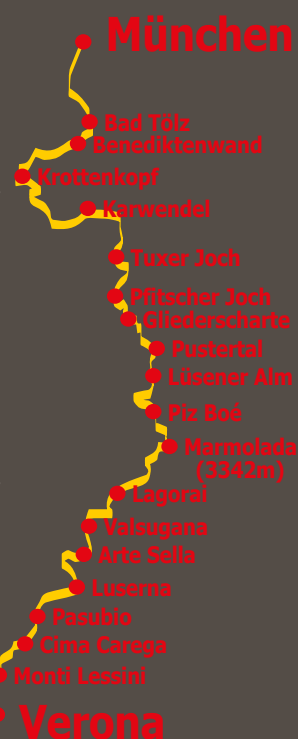 München
Bad Tölz
Benediktenwand
Krottenkopf
Karwendel
Tuxer Joch
Pfitscher Joch
Gliederscharte
Pustertal
Lüsener Alm
Piz Boé
Marmolada
(3342m)
Lagorai
Valsugana
Arte Sella
Luserna
Pasubio
Cima Carega
Monti Lessini
Verona